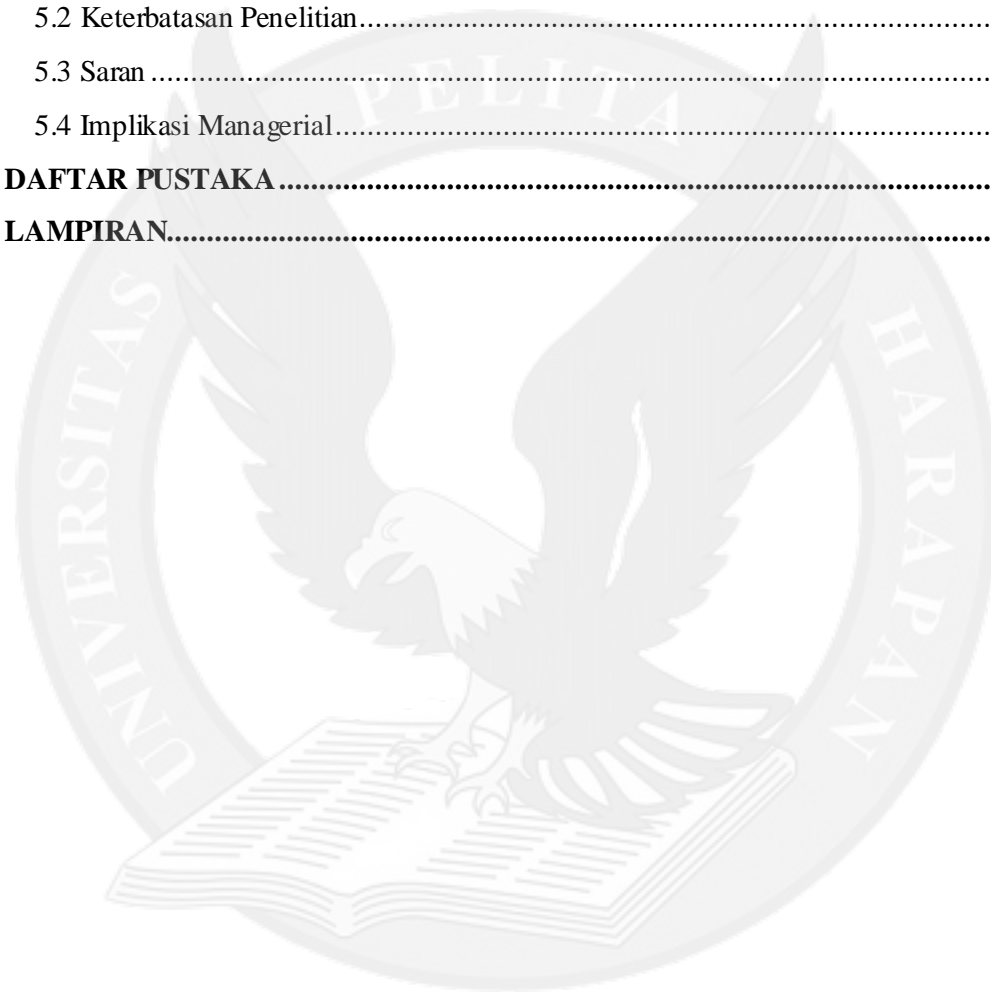 5.2 Keterbatasan Penelitian................................................................................
5.3 Saran..........................................................................................................
5.4 Implikasi Managerial...................................................................................
DAFTAR PUSTAKA..........................................................................................
LAMPIRAN........................................................................................................
UNIVERSITAS PELITA HARAPAN